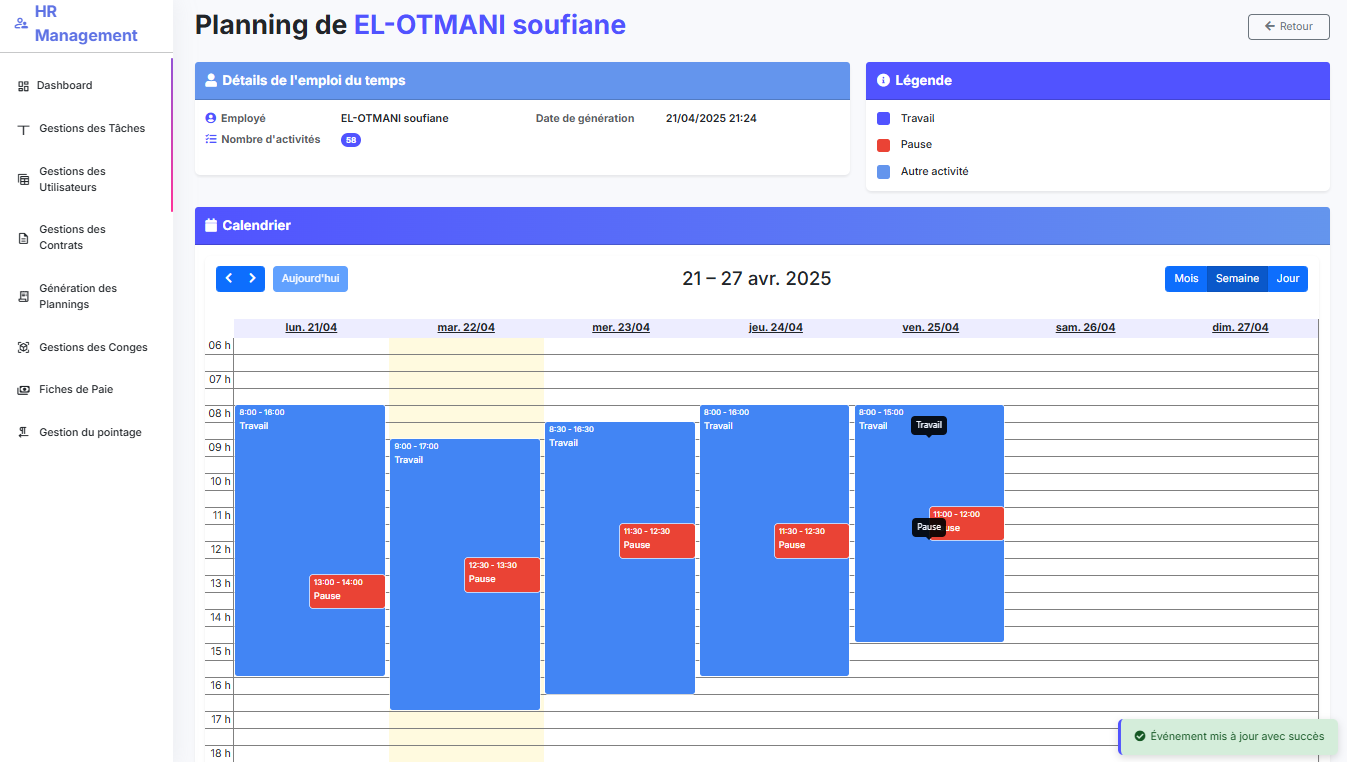 HR
Management
Dashboard
Gestions des Tâches
Gestions des
Utilisateurs
Gestions des
Contrats
Génération des
Plannings
Gestions des Conges
Fiches de Paie
Gestion du pointage
Planning de EL-OTMANI soufiane
Retour
Détails de l'emploi du temps
Employé EL-OTMANI soufiane Date de génération 21/04/2025 21:24
Nombre d'activités 58
Légende
Travail
Pause
Autre activité
Calendrier
Aujourd'hui 21 – 27 avr. 2025 Mois Semaine Jour
lun. 21/04 mar. 22/04 mer. 23/04 jeu. 24/04 ven. 25/04 sam. 26/04 dim. 27/04
06 h
07 h
08 h
09 h
10 h
11 h
12 h
13 h
14 h
15 h
16 h
17 h
18 h
8:00 - 16:00
Travail
13:00 - 14:00
Pause
9:00 - 17:00
Travail
12:30 - 13:30
Pause
8:30 - 16:30
Travail
11:30 - 12:30
Pause
8:00 - 16:00
Travail
11:30 - 12:30
Pause
8:00 - 15:00
Travail
Travail
11:00 - 12:00
Pause
Événement mis à jour avec succès